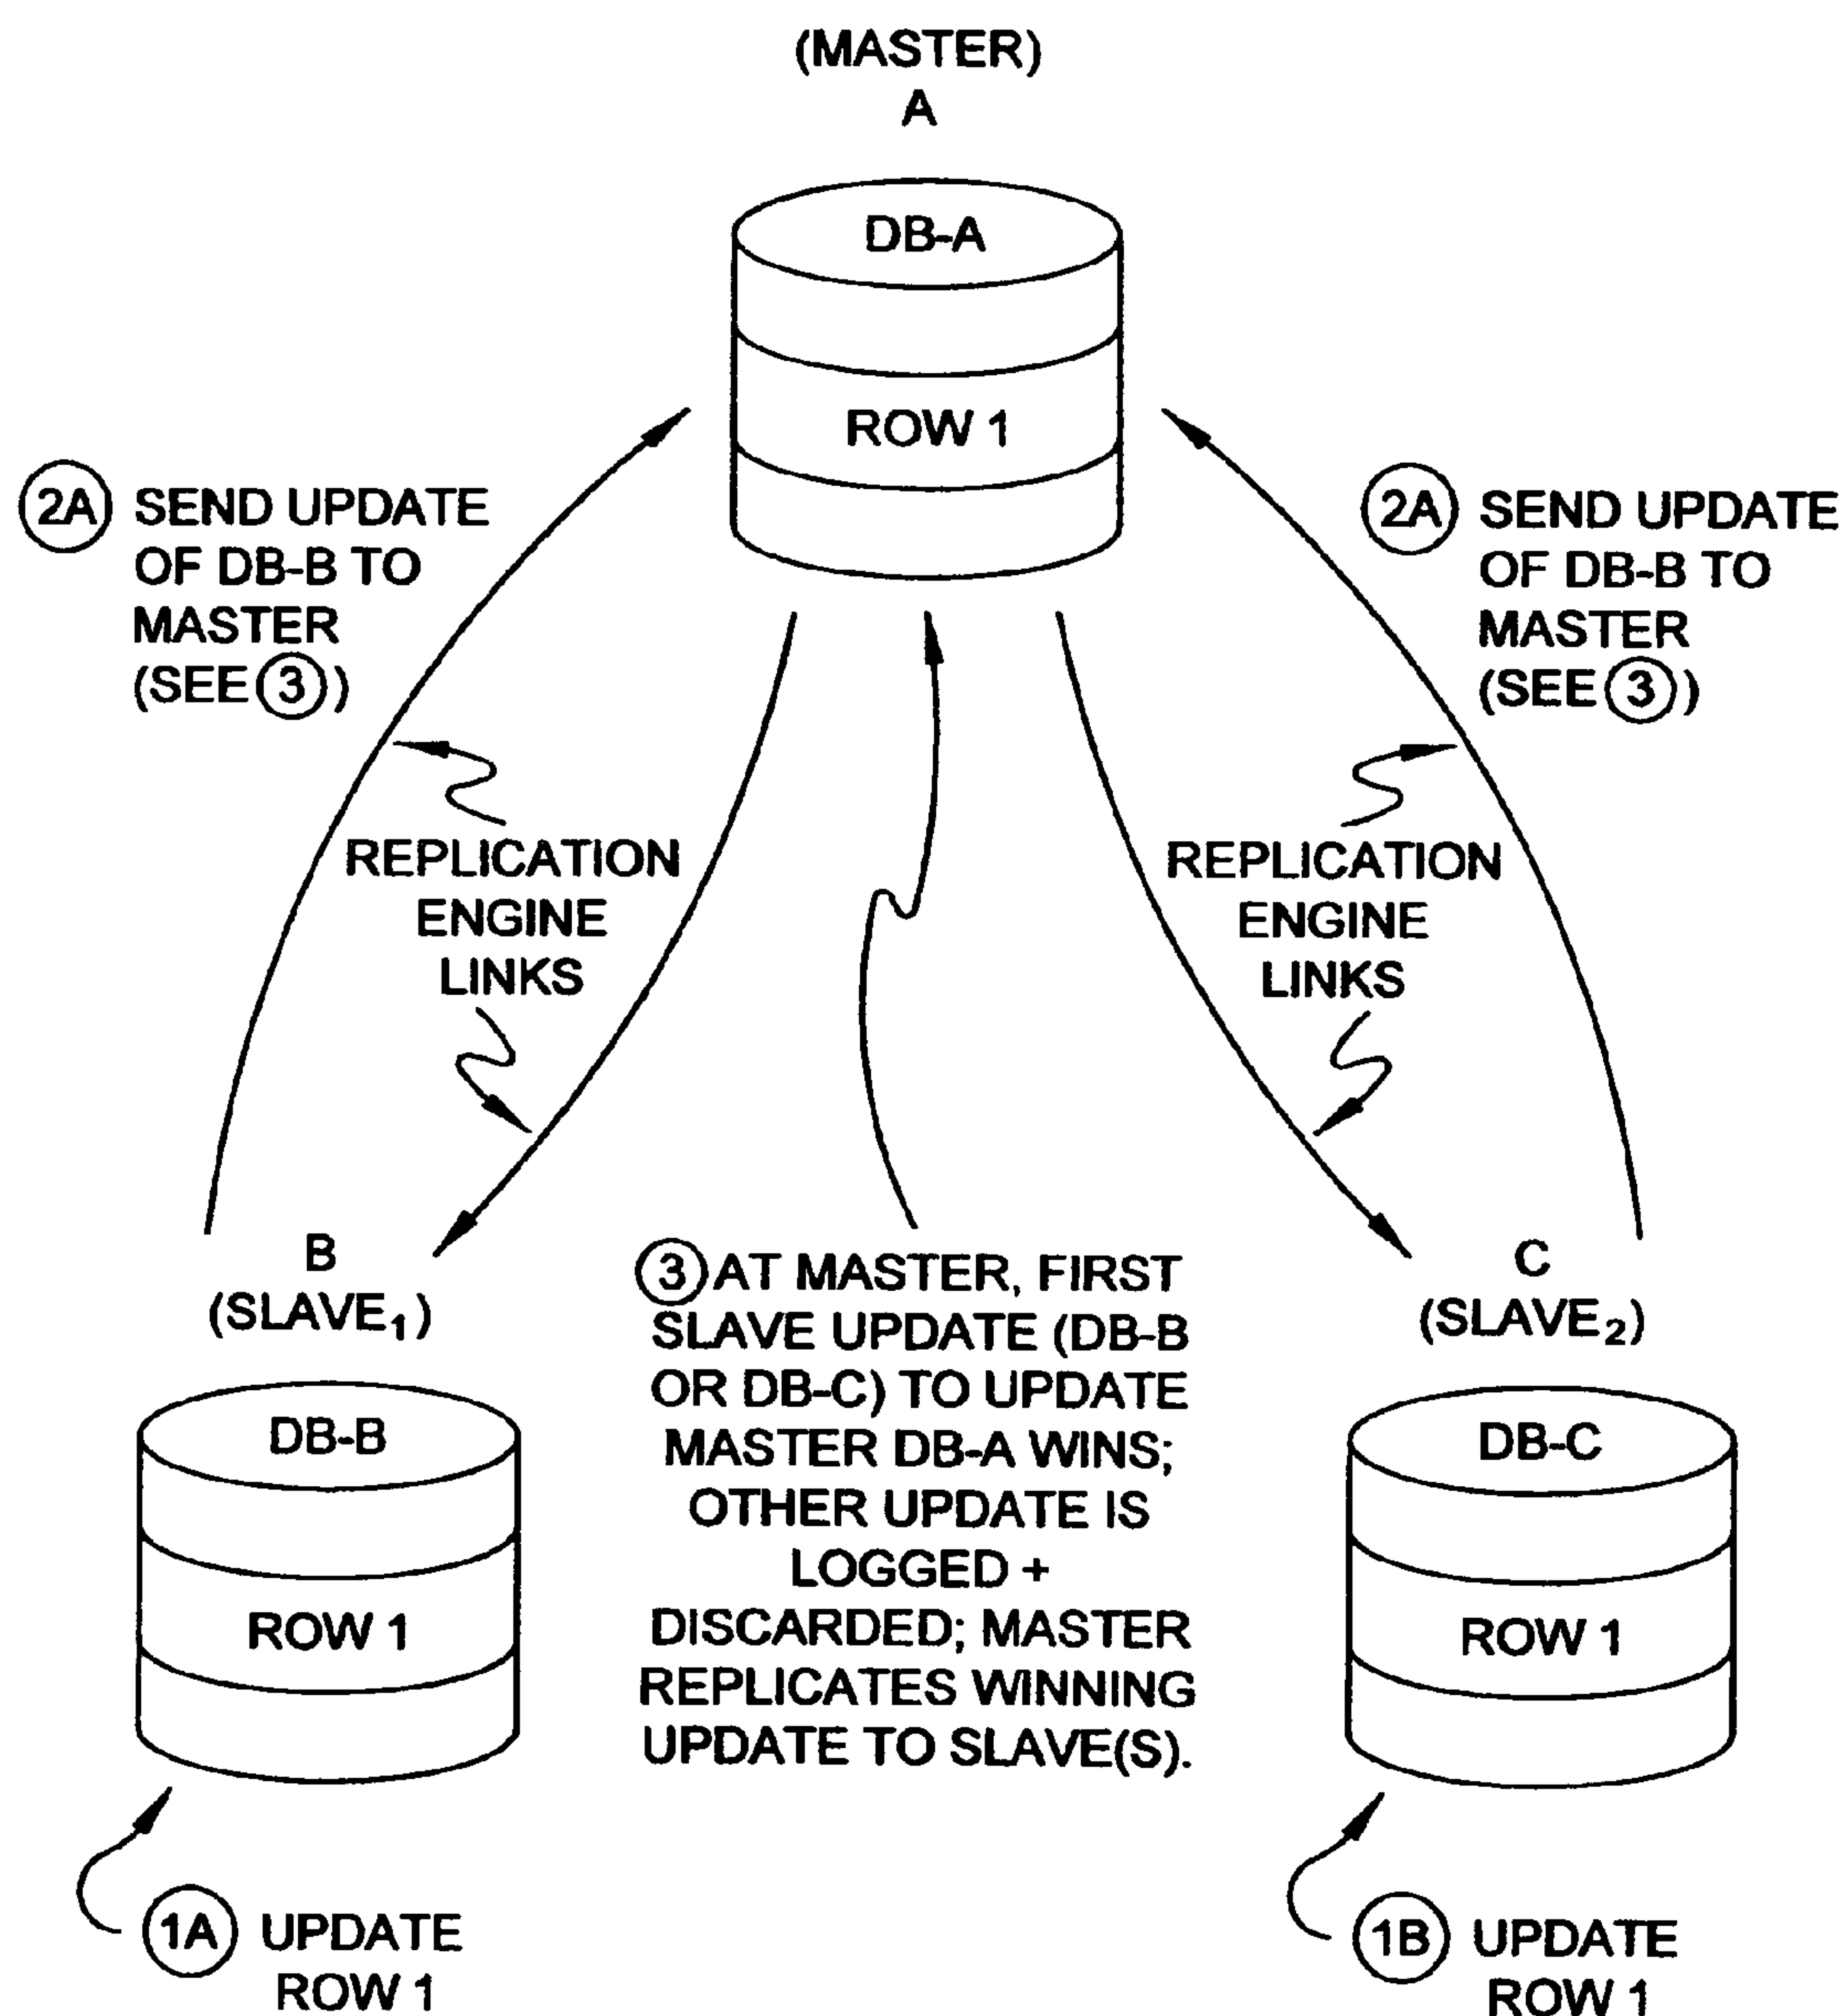 (MASTER)
A
DB-A
ROW 1
2A SEND UPDATE
OF DB-B TO
MASTER
(SEE 3)
2A SEND UPDATE
OF DB-B TO
MASTER
(SEE 3)
REPLICATION
ENGINE
LINKS
REPLICATION
ENGINE
LINKS
B
(SLAVE₁)
DB-B
ROW 1
1A UPDATE
ROW 1
3 AT MASTER, FIRST
SLAVE UPDATE (DB-B
OR DB-C) TO UPDATE
MASTER DB-A WINS;
OTHER UPDATE IS
LOGGED +
DISCARDED; MASTER
REPLICATES WINNING
UPDATE TO SLAVE(S).
C
(SLAVE₂)
DB-C
ROW 1
1B UPDATE
ROW 1